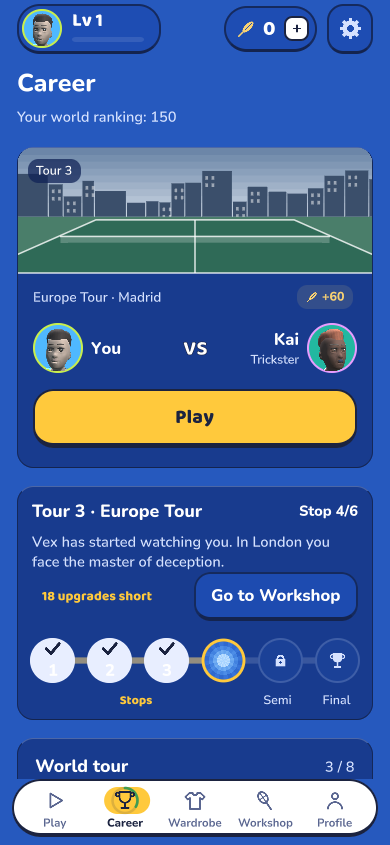 Lv 1
0
+
Career
Your world ranking: 150
Tour 3
Europe Tour · Madrid
+60
You
VS
Kai
Trickster
Play
Tour 3 · Europe Tour
Stop 4/6
Vex has started watching you. In London you
face the master of deception.
18 upgrades short
Go to Workshop
1
2
3
Stops
Semi
Final
World tour
3 / 8
Play
Career
Wardrobe
Workshop
Profile